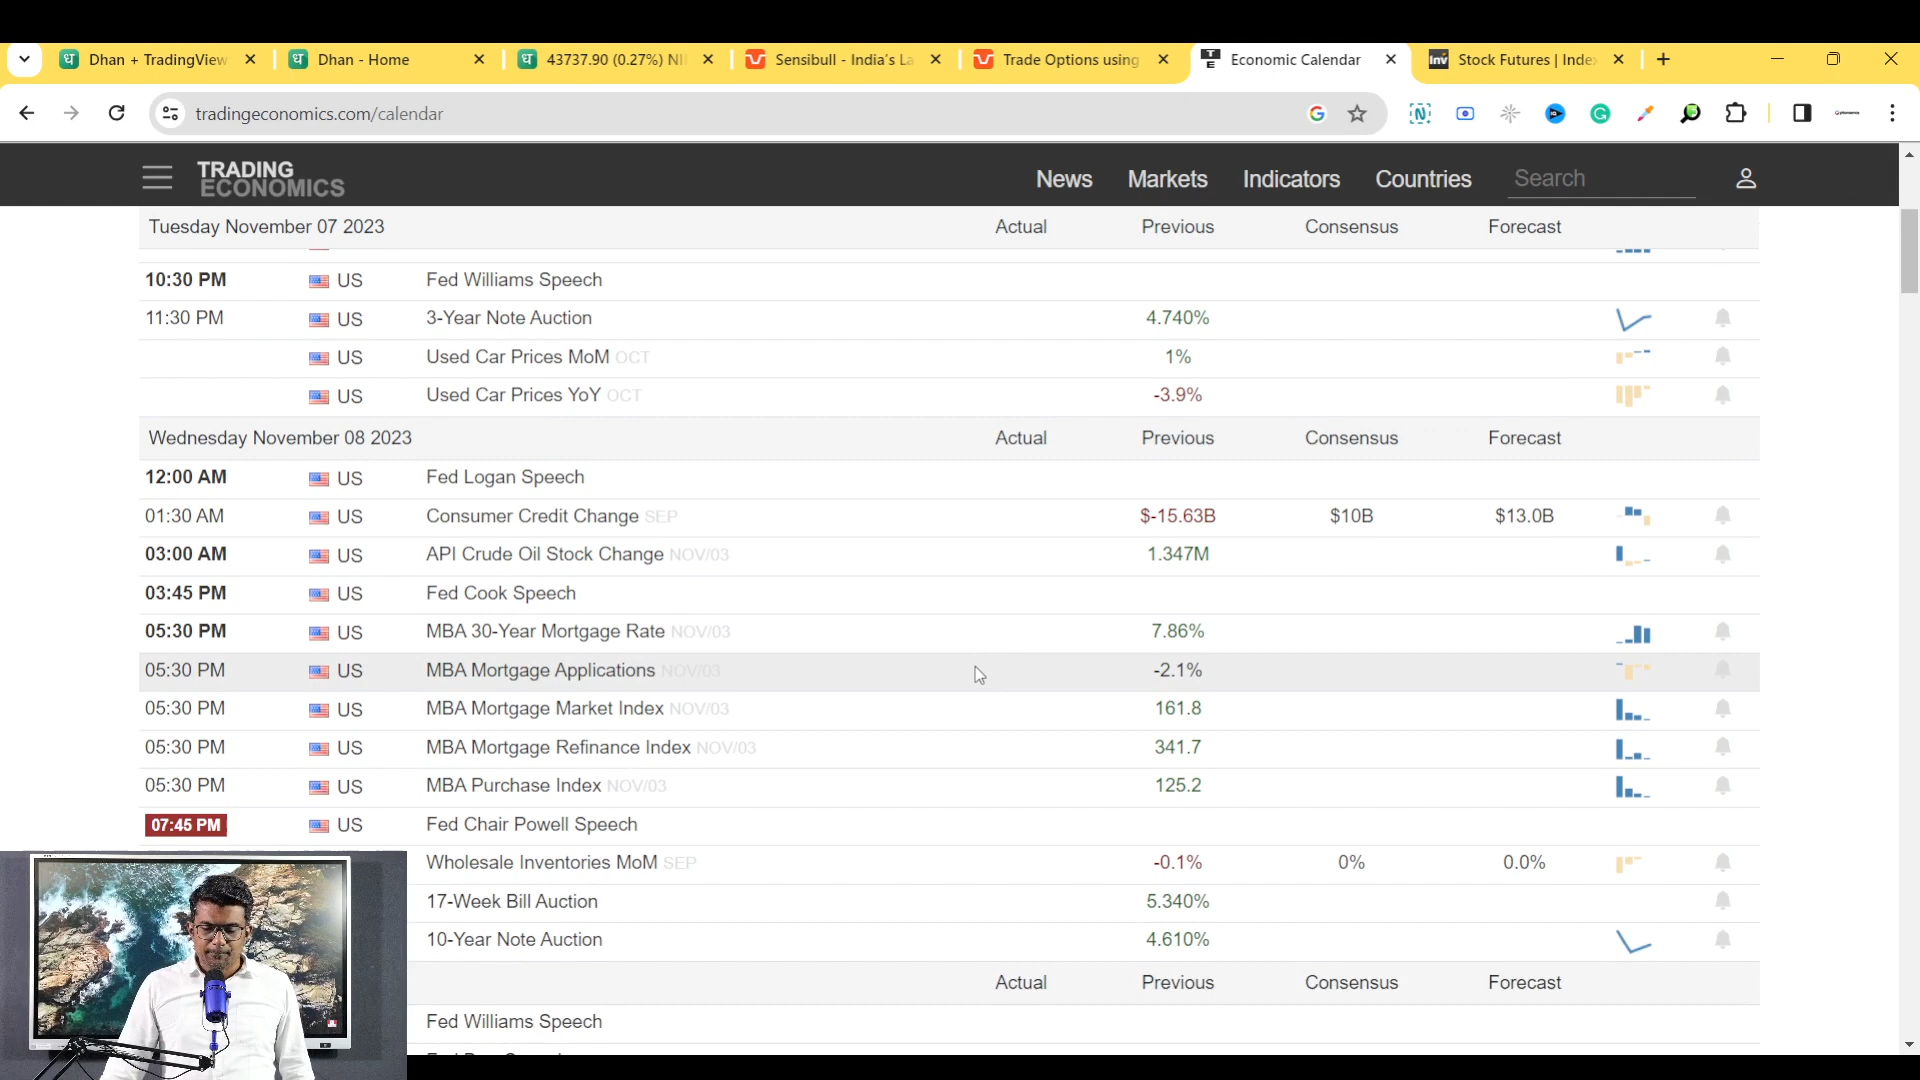 Dhan + TradingView
Dhan - Home
43737.90 (0.27%) NI
Sensibull - India's La
Trade Options using
Economic Calendar
Stock Futures | Index
tradingeconomics.com/calendar
TRADING
ECONOMICS
News Markets Indicators Countries Search
Tuesday November 07 2023 Actual Previous Consensus Forecast
10:30 PM US Fed Williams Speech
11:30 PM US 3-Year Note Auction 4.740%
US Used Car Prices MoM OCT 1%
US Used Car Prices YoY OCT -3.9%
Wednesday November 08 2023 Actual Previous Consensus Forecast
12:00 AM US Fed Logan Speech
01:30 AM US Consumer Credit Change SEP $-15.63B $10B $13.0B
03:00 AM US API Crude Oil Stock Change NOV/03 1.347M
03:45 PM US Fed Cook Speech
05:30 PM US MBA 30-Year Mortgage Rate NOV/03 7.86%
05:30 PM US MBA Mortgage Applications NOV/03 -2.1%
05:30 PM US MBA Mortgage Market Index NOV/03 161.8
05:30 PM US MBA Mortgage Refinance Index NOV/03 341.7
05:30 PM US MBA Purchase Index NOV/03 125.2
07:45 PM US Fed Chair Powell Speech
Wholesale Inventories MoM SEP -0.1% 0% 0.0%
17-Week Bill Auction 5.340%
10-Year Note Auction 4.610%
Actual Previous Consensus Forecast
Fed Williams Speech